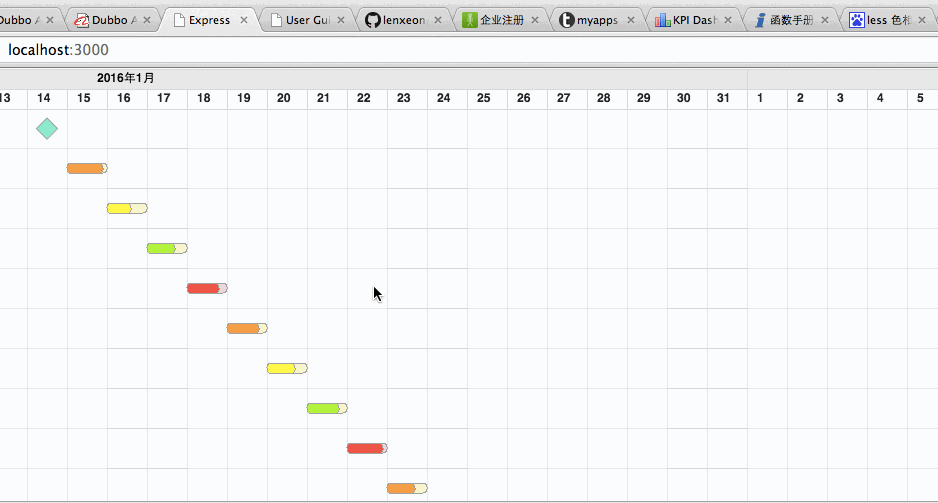 Dubbo A
Dubbo A
Express
User Gui
lenxeon
企业注册
myapps
KPI Dash
函数手册
less 色相
localhost:3000
2016年1月
13 14 15 16 17 18 19 20 21 22 23 24 25 26 27 28 29 30 31 1 2 3 4 5